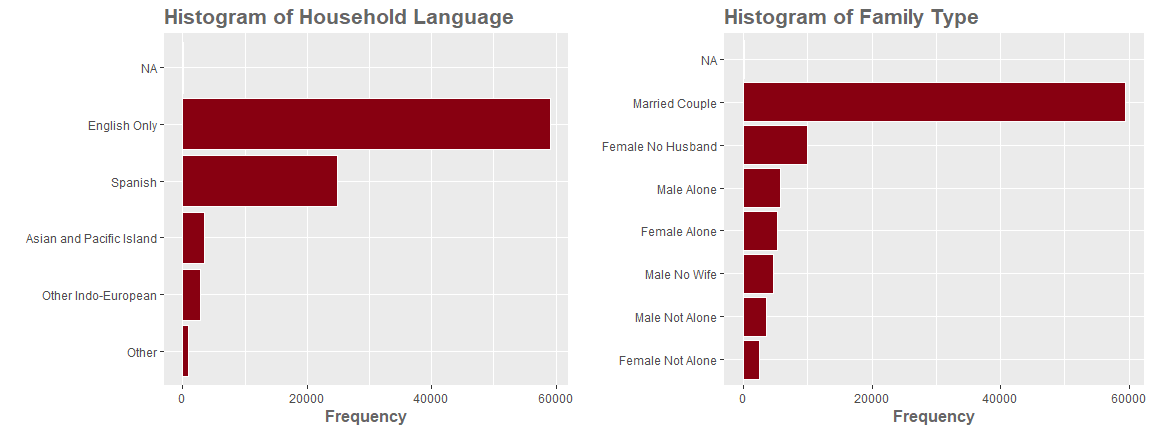 Histogram of Household Language
NA
English Only
Spanish
Asian and Pacific Island
Other Indo-European
Other
0 20000 40000 60000
Frequency
Histogram of Family Type
NA
Married Couple
Female No Husband
Male Alone
Female Alone
Male No Wife
Male Not Alone
Female Not Alone
0 20000 40000 60000
Frequency